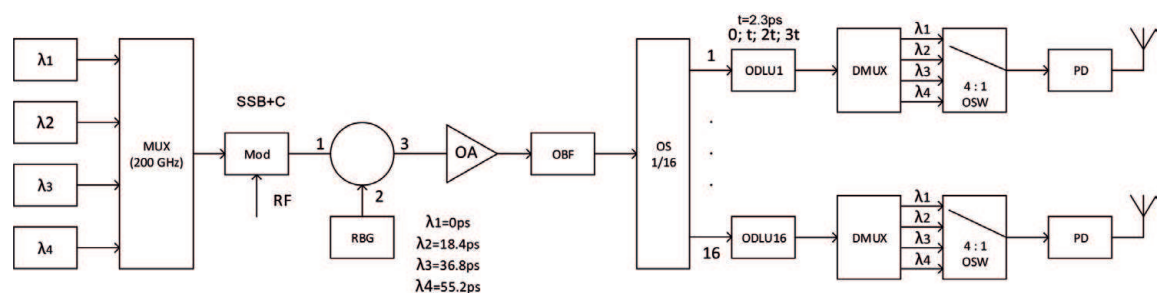 λ1
λ2
λ3
λ4
MUX
(200 GHz)
SSB+C
Mod
RF
1
2
3
RBG
λ1=0ps
λ2=18.4ps
λ3=36.8ps
λ4=55.2ps
OA
OBF
OS
1/16
1
16
t=2.3ps
0; t; 2t; 3t
ODLU1
DMUX
λ1
λ2
λ3
λ4
4 : 1
OSW
PD
ODLU16
DMUX
λ1
λ2
λ3
λ4
4 : 1
OSW
PD